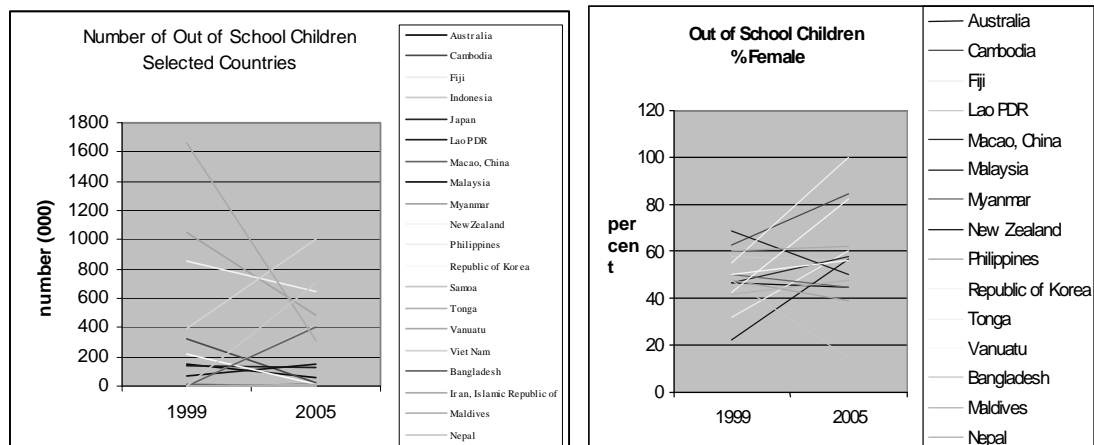 Number of Out of School Children
Selected Countries
number (000)
1800
1600
1400
1200
1000
800
600
400
200
0
1999
2005
Australia
Cambodia
Fiji
Indonesia
Japan
Lao PDR
Macao, China
Malaysia
Myanmar
New Zealand
Philippines
Republic of Korea
Samoa
Tonga
Vanuatu
Viet Nam
Bangladesh
Iran, Islamic Republic of
Maldives
Nepal
Out of School Children
%Female
per
cen
t
120
100
80
60
40
20
0
1999
2005
Australia
Cambodia
Fiji
Lao PDR
Macao, China
Malaysia
Myanmar
New Zealand
Philippines
Republic of Korea
Tonga
Vanuatu
Bangladesh
Maldives
Nepal